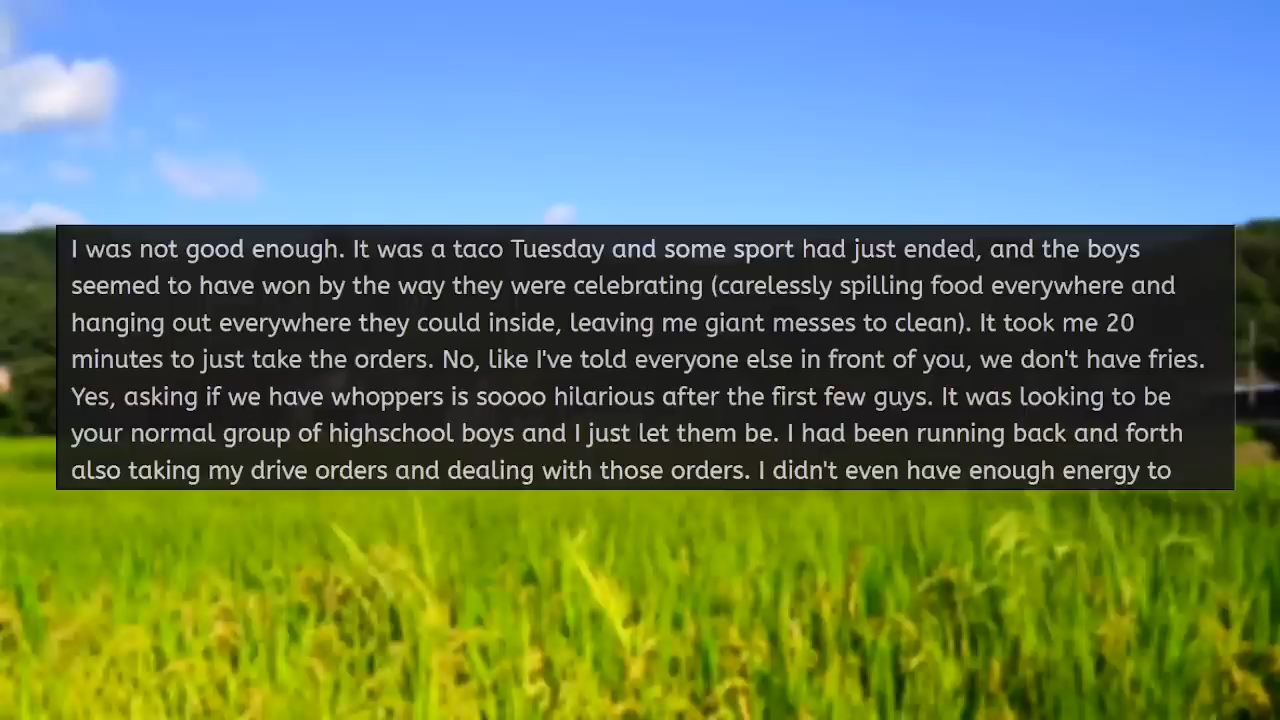 I was not good enough. It was a taco Tuesday and some sport had just ended, and the boys
seemed to have won by the way they were celebrating (carelessly spilling food everywhere and
hanging out everywhere they could inside, leaving me giant messes to clean). It took me 20
minutes to just take the orders. No, like I've told everyone else in front of you, we don't have fries.
Yes, asking if we have whoppers is soooo hilarious after the first few guys. It was looking to be
your normal group of highschool boys and I just let them be. I had been running back and forth
also taking my drive orders and dealing with those orders. I didn't even have enough energy to